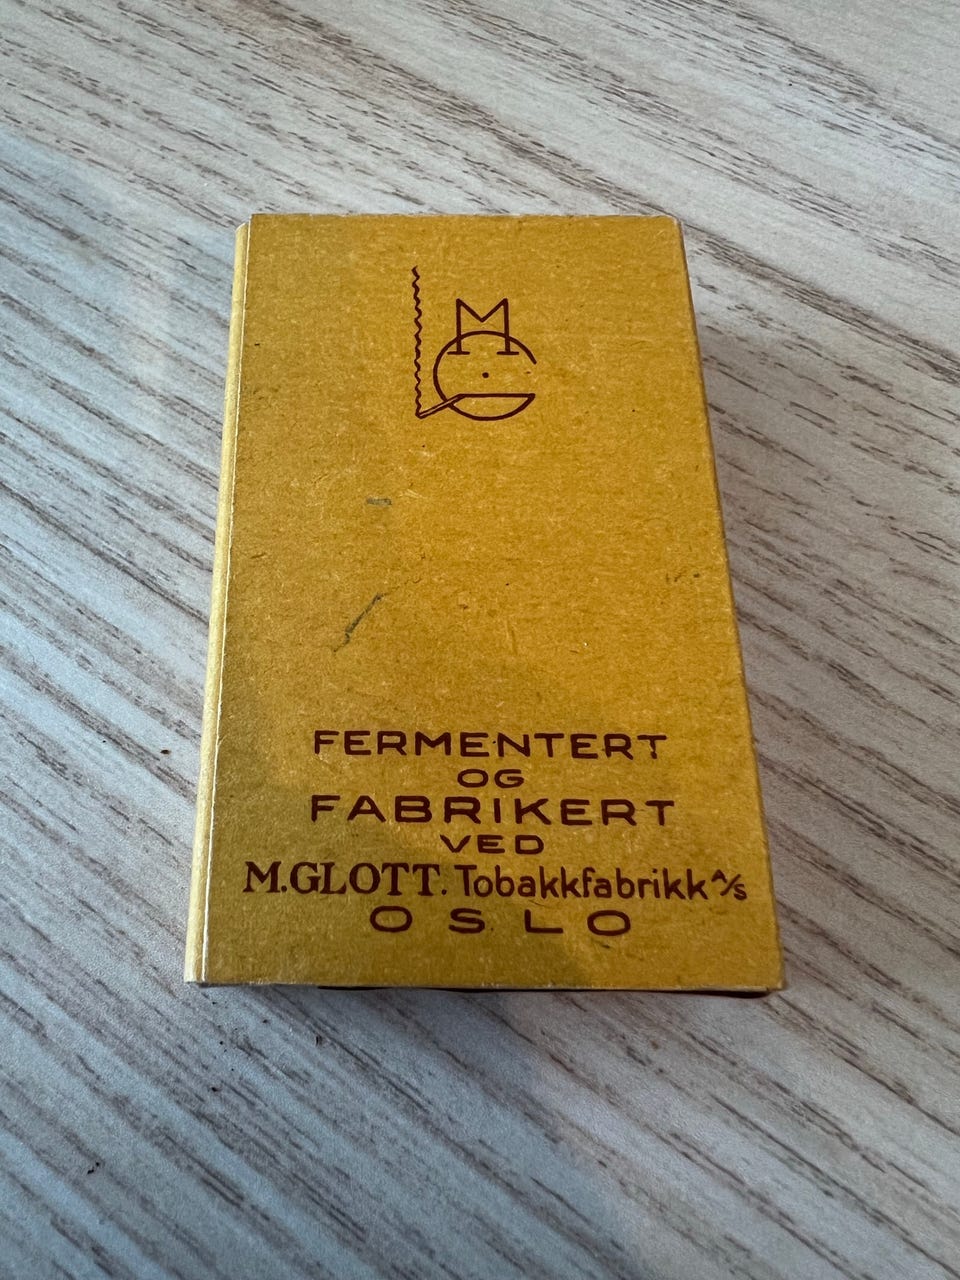 M
FERMENTERT
OG
FABRIKERT
VED
M.GLOTT. Tobakkfabrikk A/S
OSLO